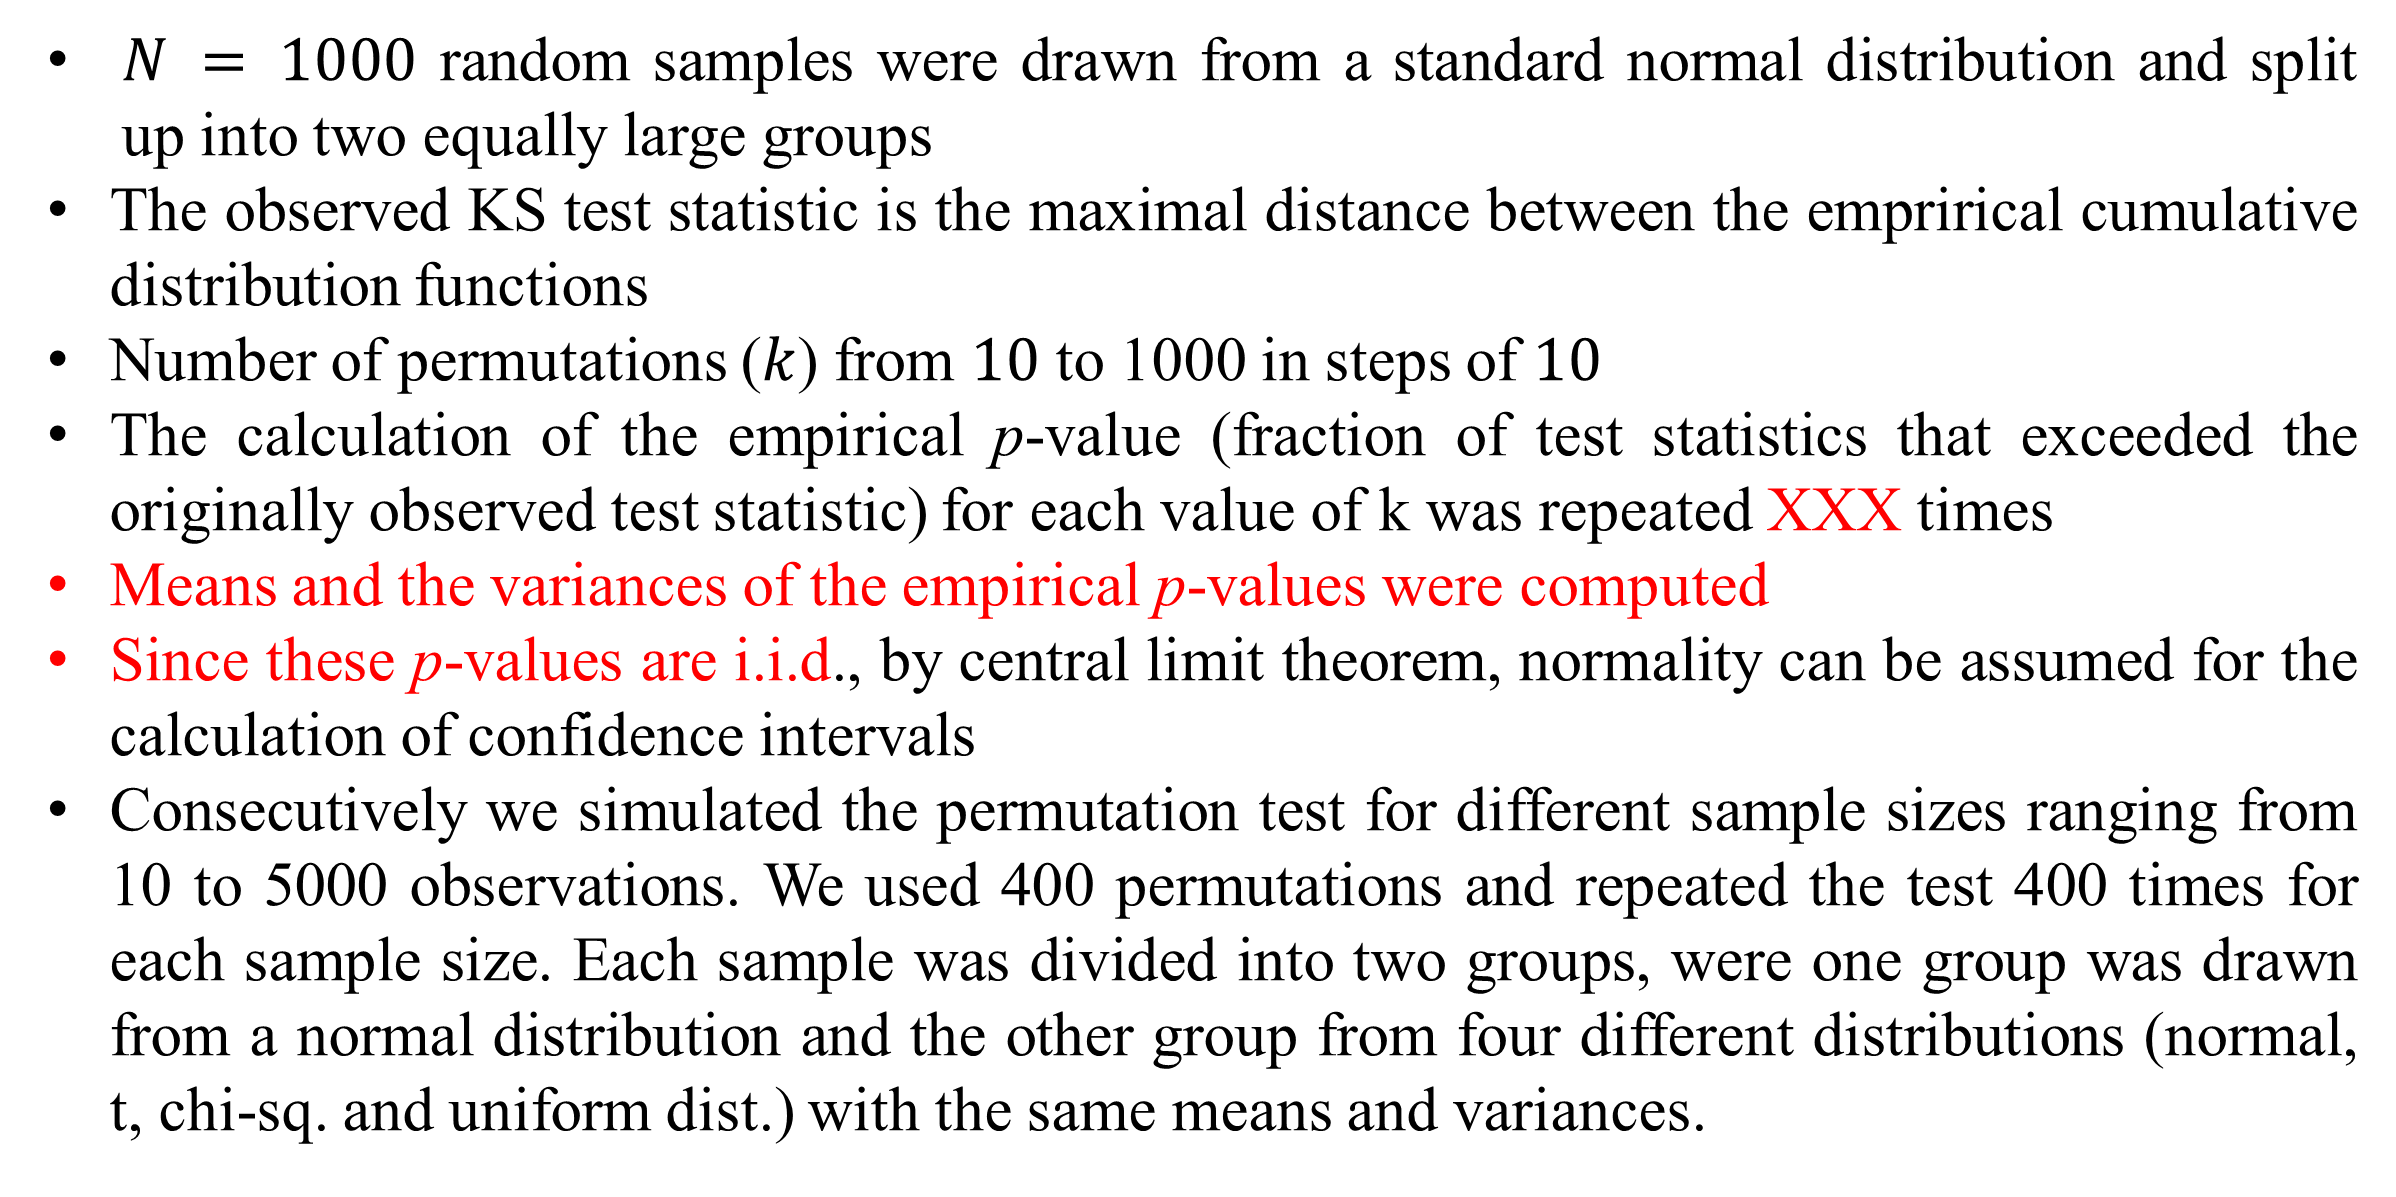 • N = 1000 random samples were drawn from a standard normal distribution and split
up into two equally large groups
• The observed KS test statistic is the maximal distance between the emprirical cumulative
distribution functions
• Number of permutations (k) from 10 to 1000 in steps of 10
• The calculation of the empirical p-value (fraction of test statistics that exceeded the
originally observed test statistic) for each value of k was repeated XXX times
• Means and the variances of the empirical p-values were computed
• Since these p-values are i.i.d., by central limit theorem, normality can be assumed for the
calculation of confidence intervals
• Consecutively we simulated the permutation test for different sample sizes ranging from
10 to 5000 observations. We used 400 permutations and repeated the test 400 times for
each sample size. Each sample was divided into two groups, were one group was drawn
from a normal distribution and the other group from four different distributions (normal,
t, chi-sq. and uniform dist.) with the same means and variances.